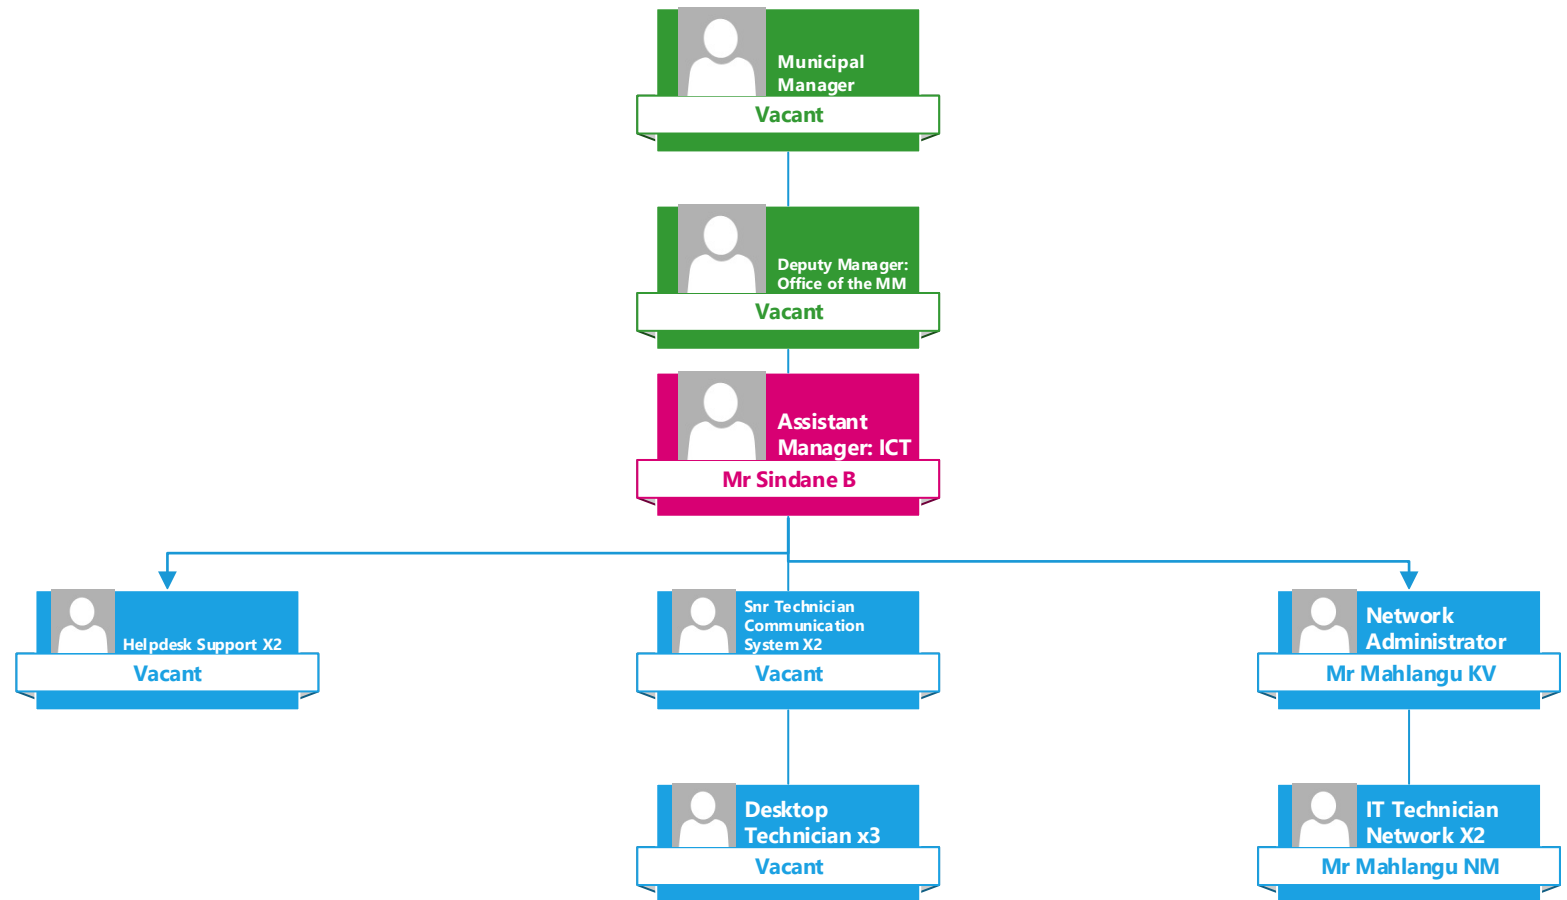 Municipal
Manager
Vacant
Deputy Manager:
Office of the MM
Vacant
Assistant
Manager: ICT
Mr Sindane B
Helpdesk Support X2
Vacant
Snr Technician
Communication
System X2
Vacant
Network
Administrator
Mr Mahlangu KV
Desktop
Technician x3
Vacant
IT Technician
Network X2
Mr Mahlangu NM